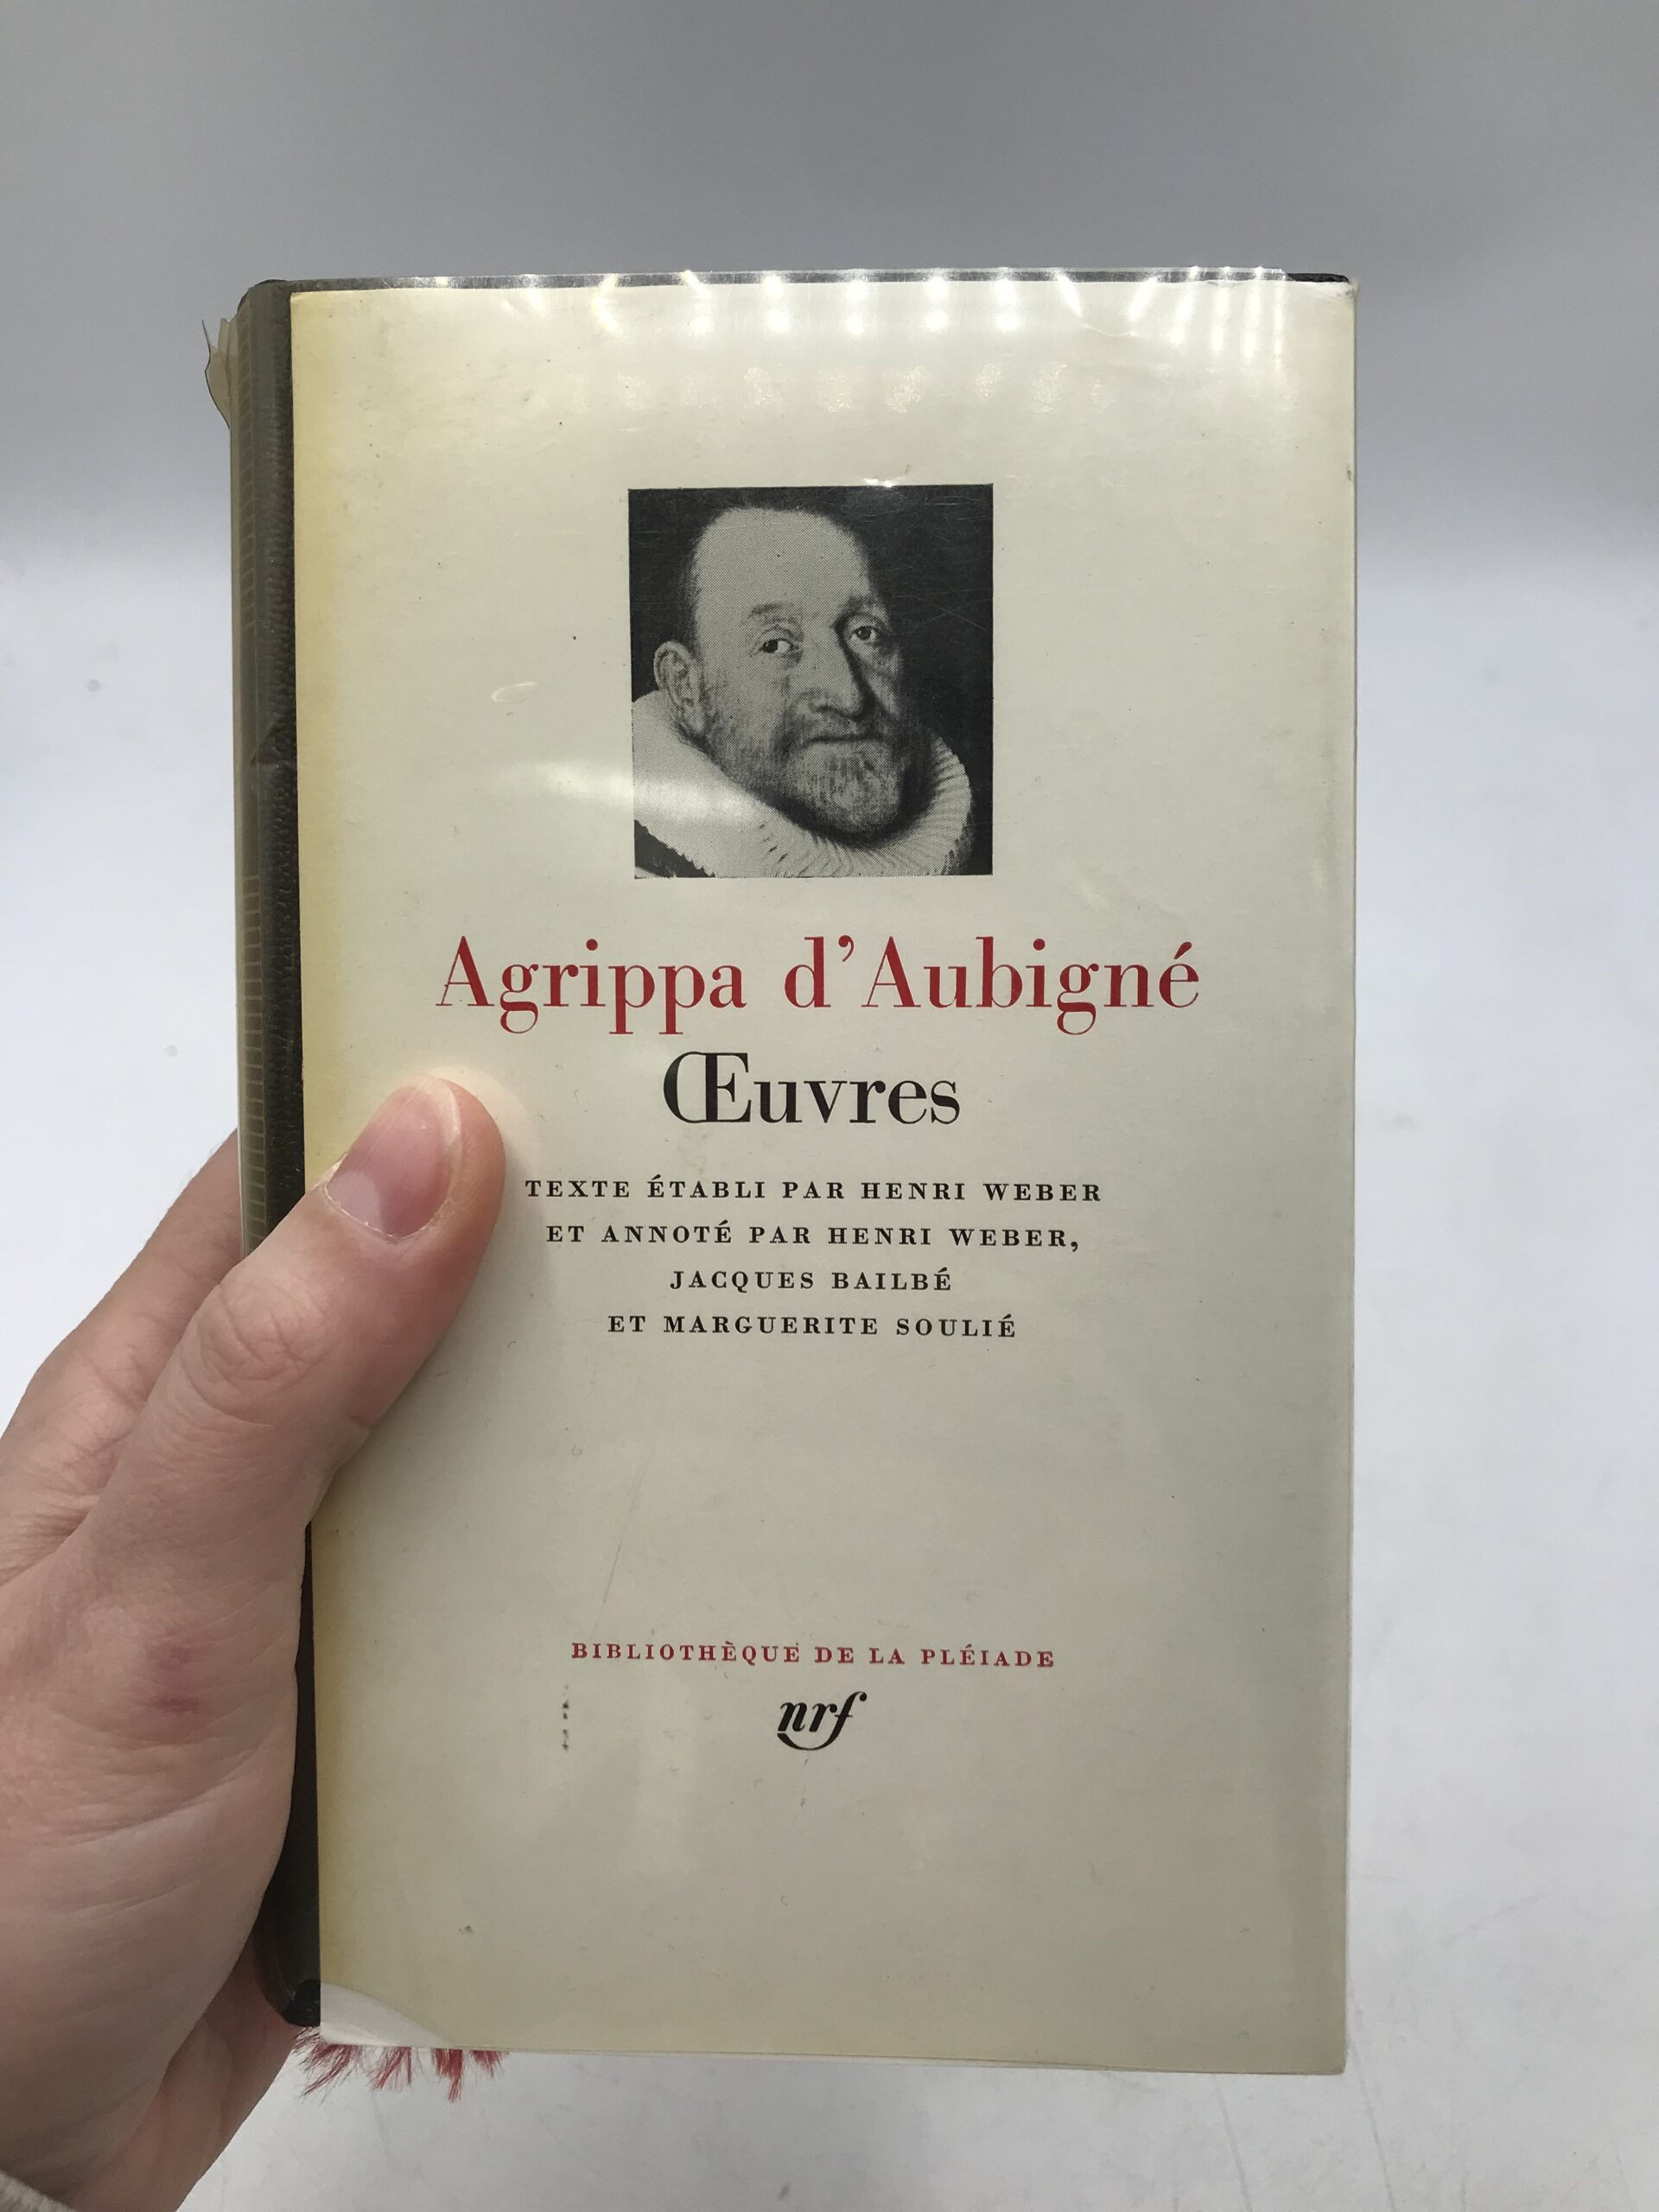 Agrippa d’Aubigné
Œuvres
TEXTE ÉTABLI PAR HENRI WEBER
ET ANNOTÉ PAR HENRI WEBER,
JACQUES BAILBÉ
ET MARGUERITE SOULIÉ
BIBLIOTHÈQUE DE LA PLÉIADE
nrf